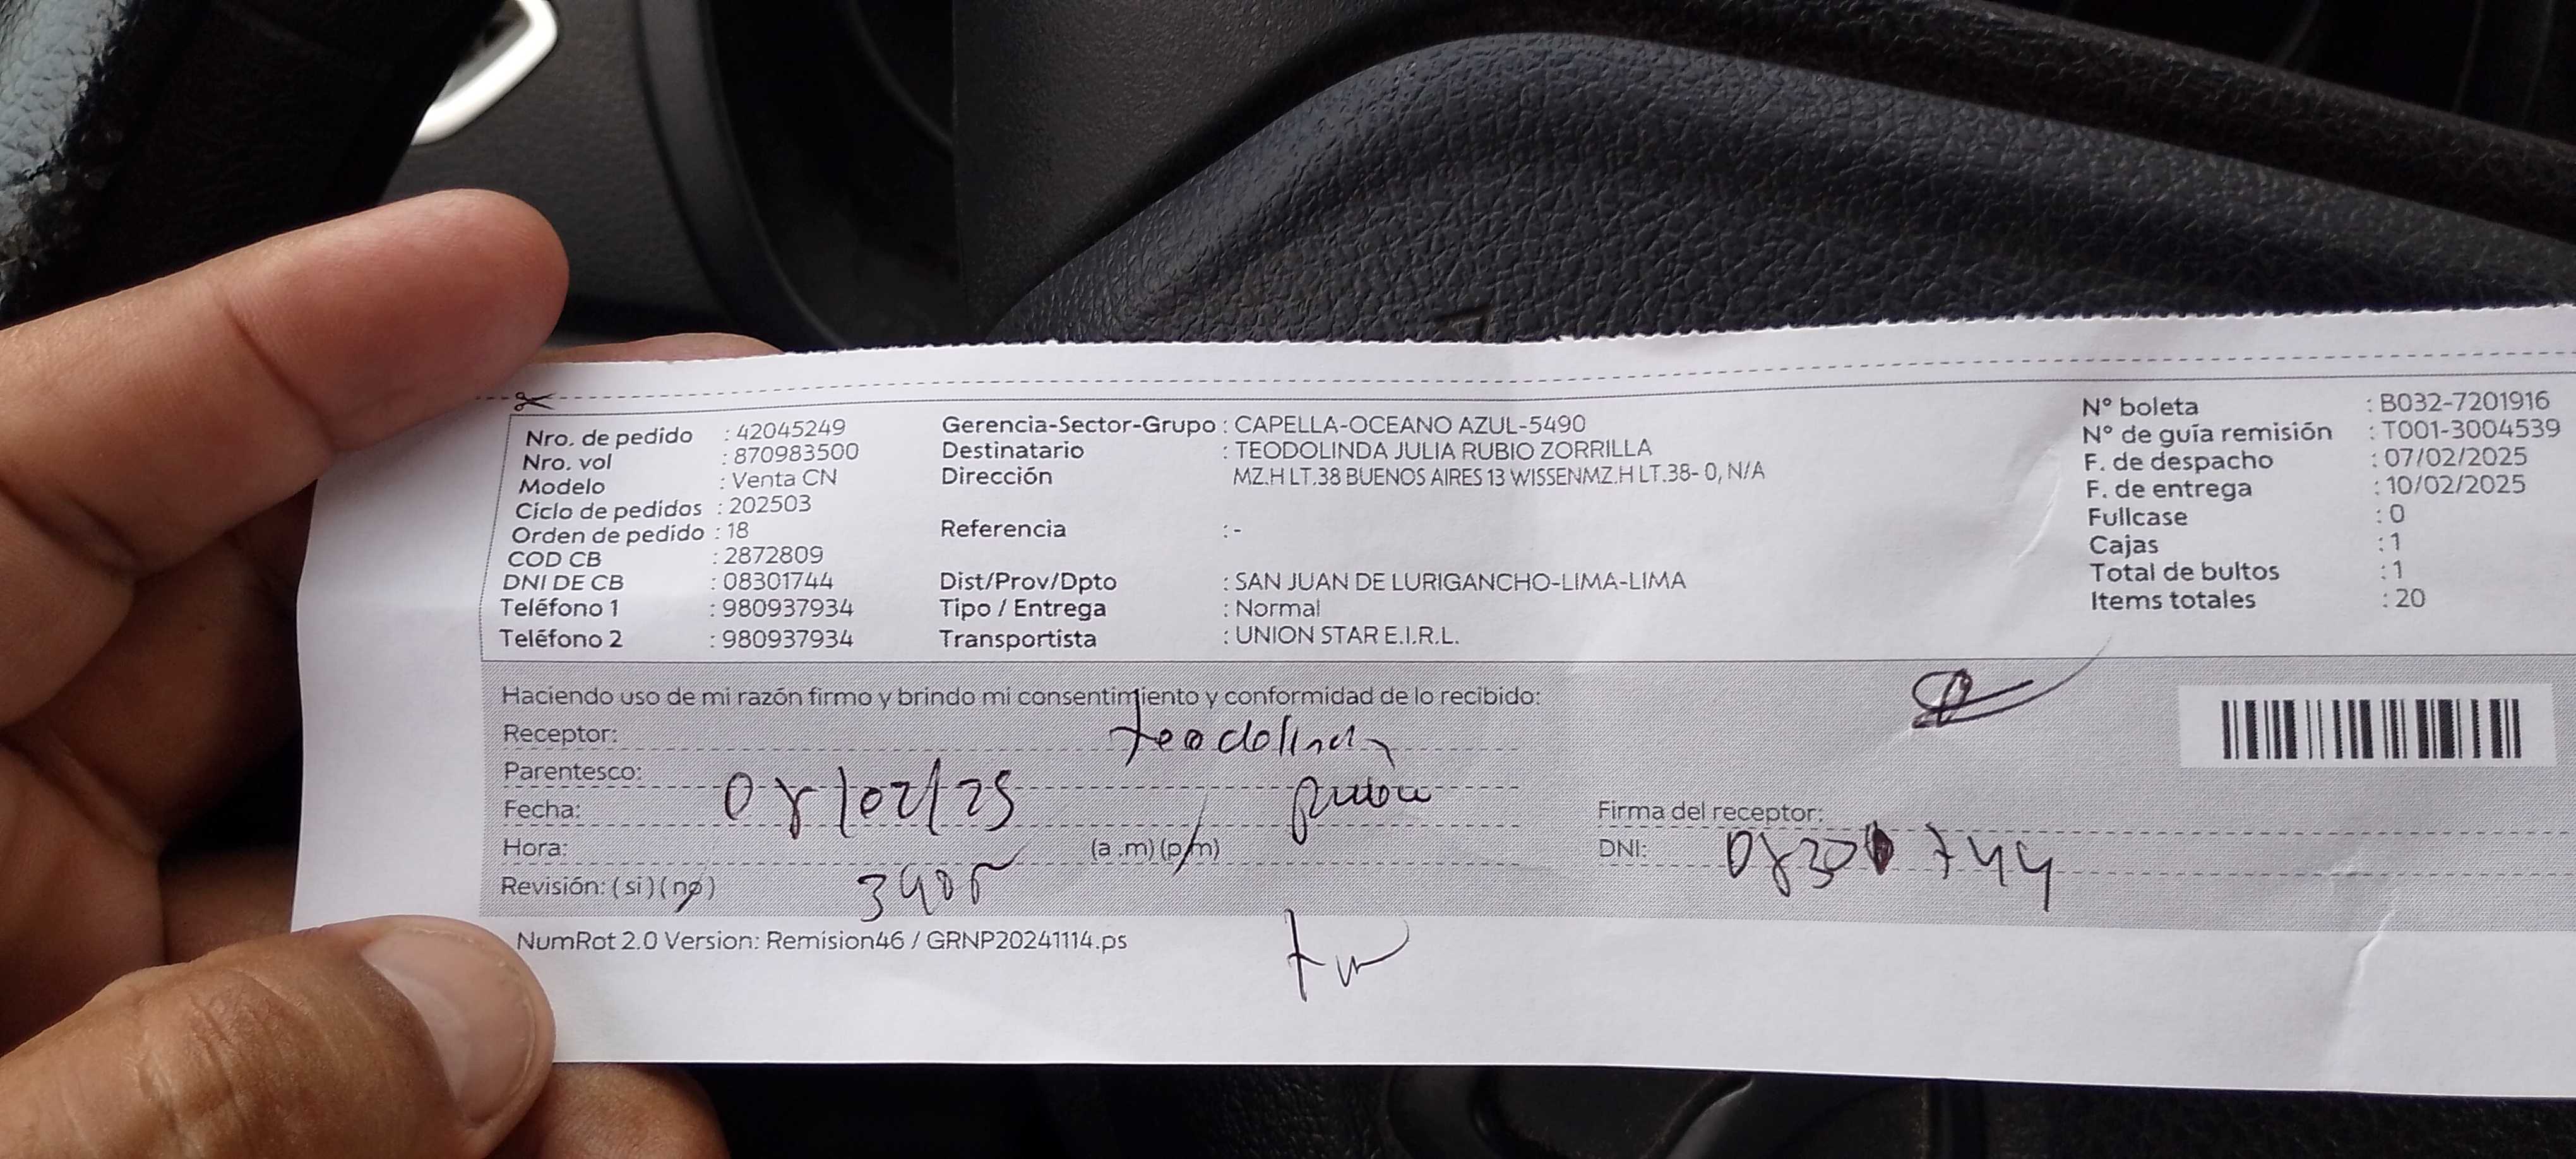 Nro. de pedido : 42045249
Nro. vol : 870983500
Modelo : Venta CN
Ciclo de pedidos : 202503
Orden de pedido : 18
COD CB : 2872809
DNI DE CB : 08301744
Teléfono 1 : 980937934
Teléfono 2 : 980937934
Gerencia-Sector-Grupo : CAPELLA-OCEANO AZUL-5490
Destinatario : TEODOLINDA JULIA RUBIO ZORRILLA
Dirección MZ.H LT.38 BUENOS AIRES 13 WISSENMZ.H LT.38- 0, N/A
Referencia : -
Dist/Prov/Dpto : SAN JUAN DE LURIGANCHO-LIMA-LIMA
Tipo / Entrega : Normal
Transportista : UNION STAR E.I.R.L.
N° boleta : B032-7201916
N° de guía remisión : T001-3004539
F. de despacho : 07/02/2025
F. de entrega : 10/02/2025
Fullcase : 0
Cajas : 1
Total de bultos : 1
Items totales : 20
Haciendo uso de mi razón firmo y brindo mi consentimiento y conformidad de lo recibido:
Receptor: teodolinda
Parentesco:
Fecha: 08/02/25
Hora: (a .m) (p.m)
Revisión: ( si ) ( no )
Firma del receptor:
DNI: 08301744
NumRot 2.0 Version: Remision46 / GRNP20241114.ps